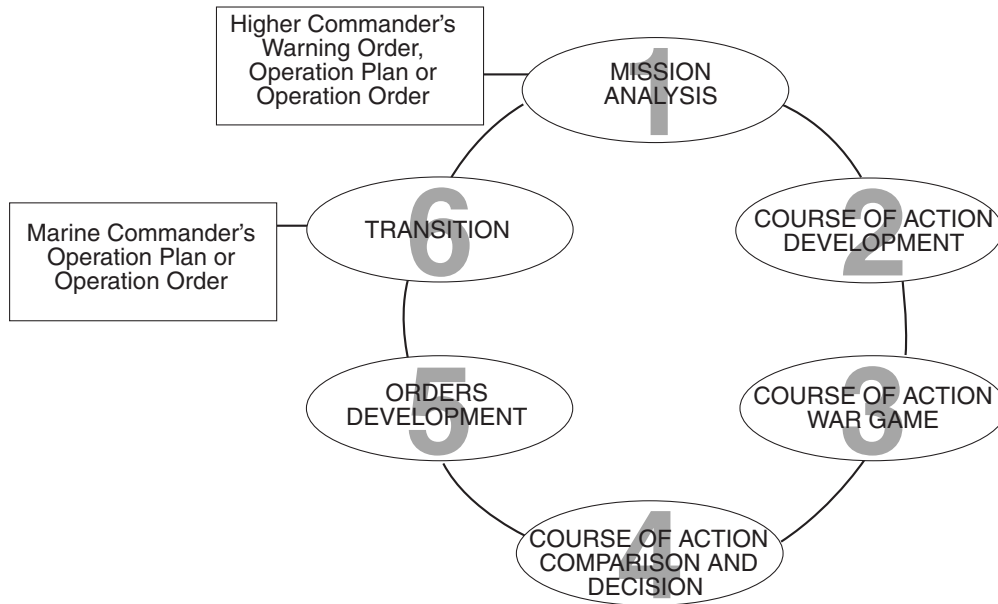 Higher Commander’s
Warning Order,
Operation Plan or
Operation Order
1
MISSION
ANALYSIS
2
COURSE OF ACTION
DEVELOPMENT
3
COURSE OF ACTION
WAR GAME
4
COURSE OF ACTION
COMPARISON AND
DECISION
5
ORDERS
DEVELOPMENT
6
TRANSITION
Marine Commander’s
Operation Plan or
Operation Order